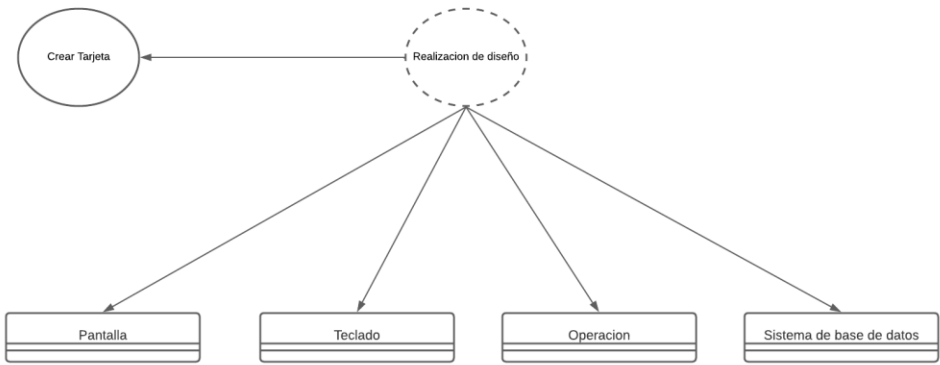 Crear Tarjeta
Realizacion de diseño
Pantalla
Teclado
Operacion
Sistema de base de datos